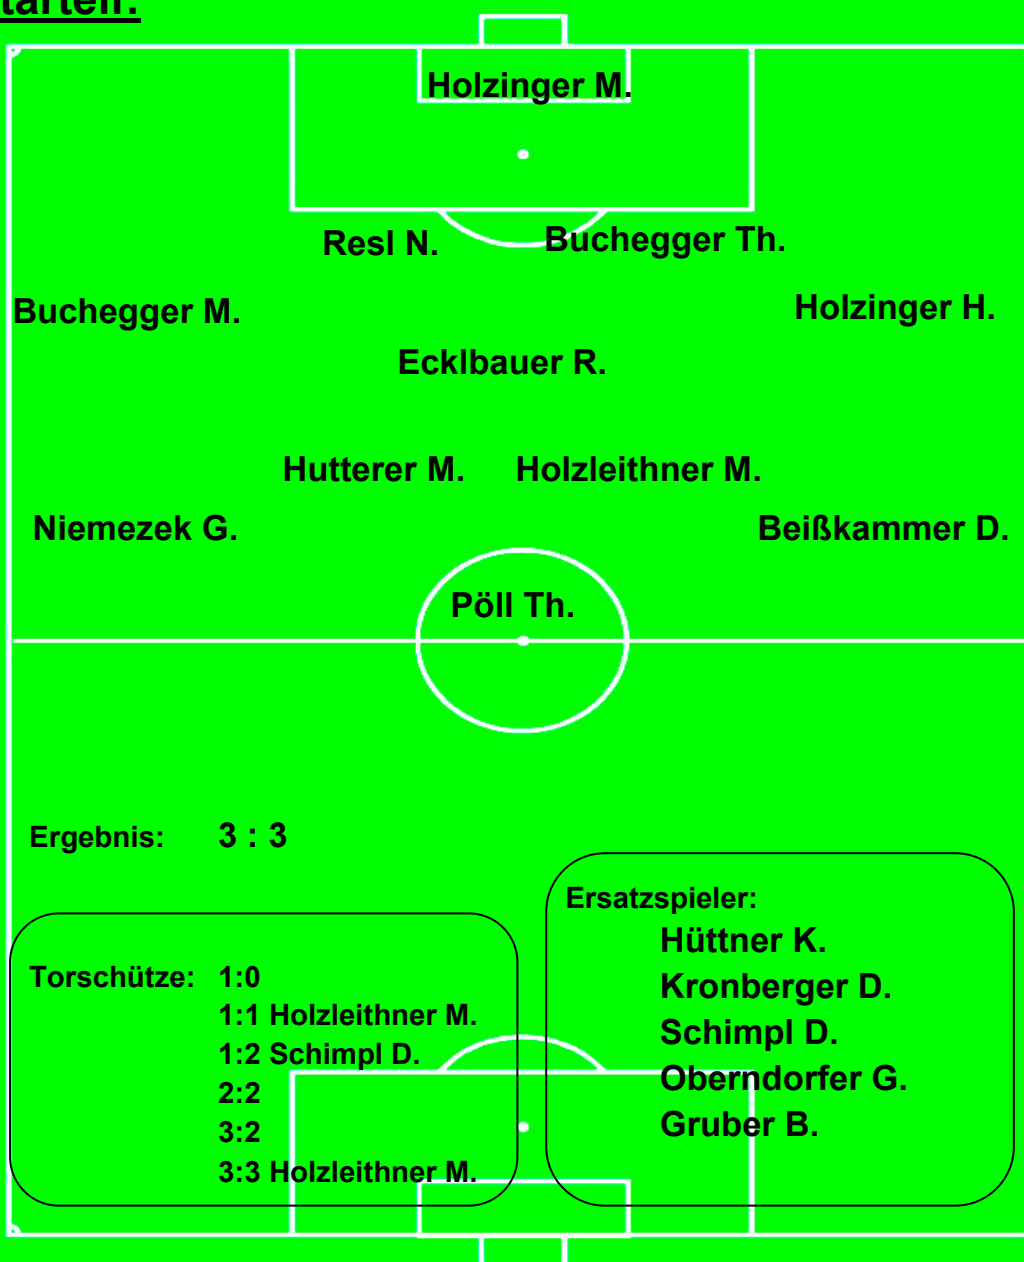 Holzinger M.
Resl N. Buchegger Th.
Buchegger M. Holzinger H.
Ecklbauer R.
Hutterer M. Holzleithner M.
Niemezek G. Beißkammer D.
Pöll Th.
Ergebnis: 3 : 3
Ersatzspieler:
Hüttner K.
Kronberger D.
Schimpl D.
Oberndorfer G.
Gruber B.
Torschütze: 1:0
1:1 Holzleithner M.
1:2 Schimpl D.
2:2
3:2
3:3 Holzleithner M.